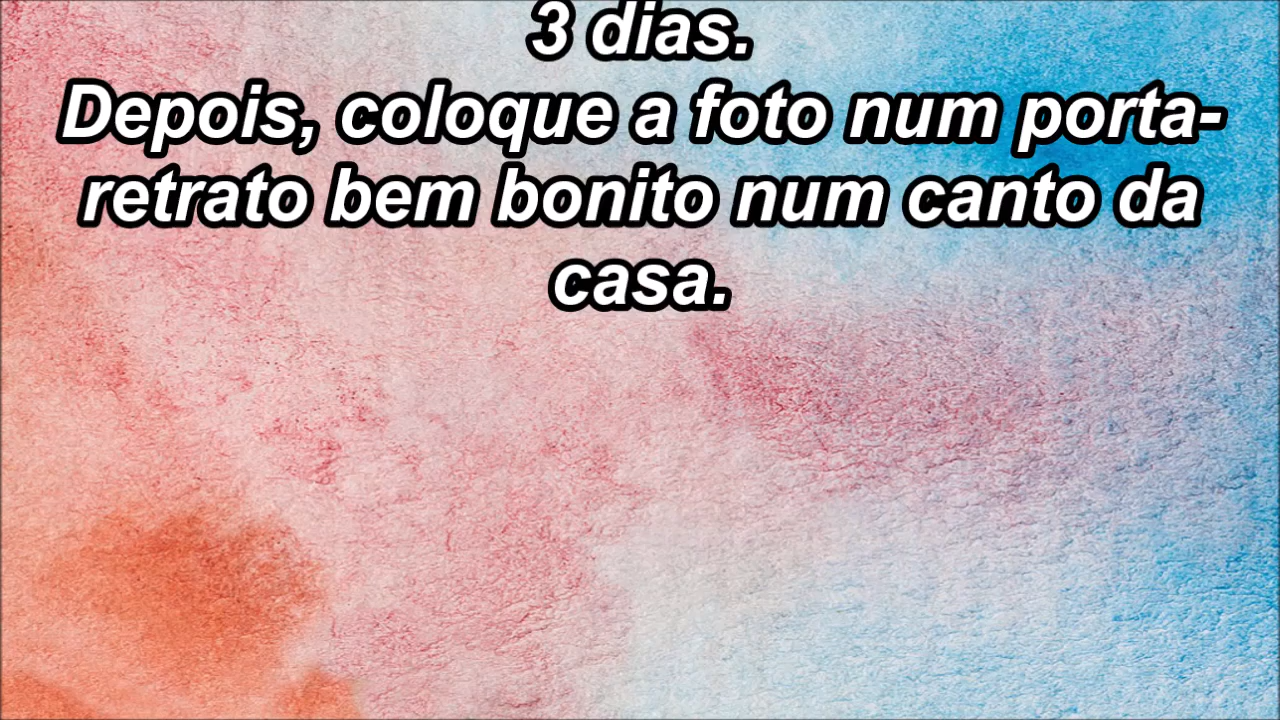 3 dias.
Depois, coloque a foto num porta-
retrato bem bonito num canto da
casa.